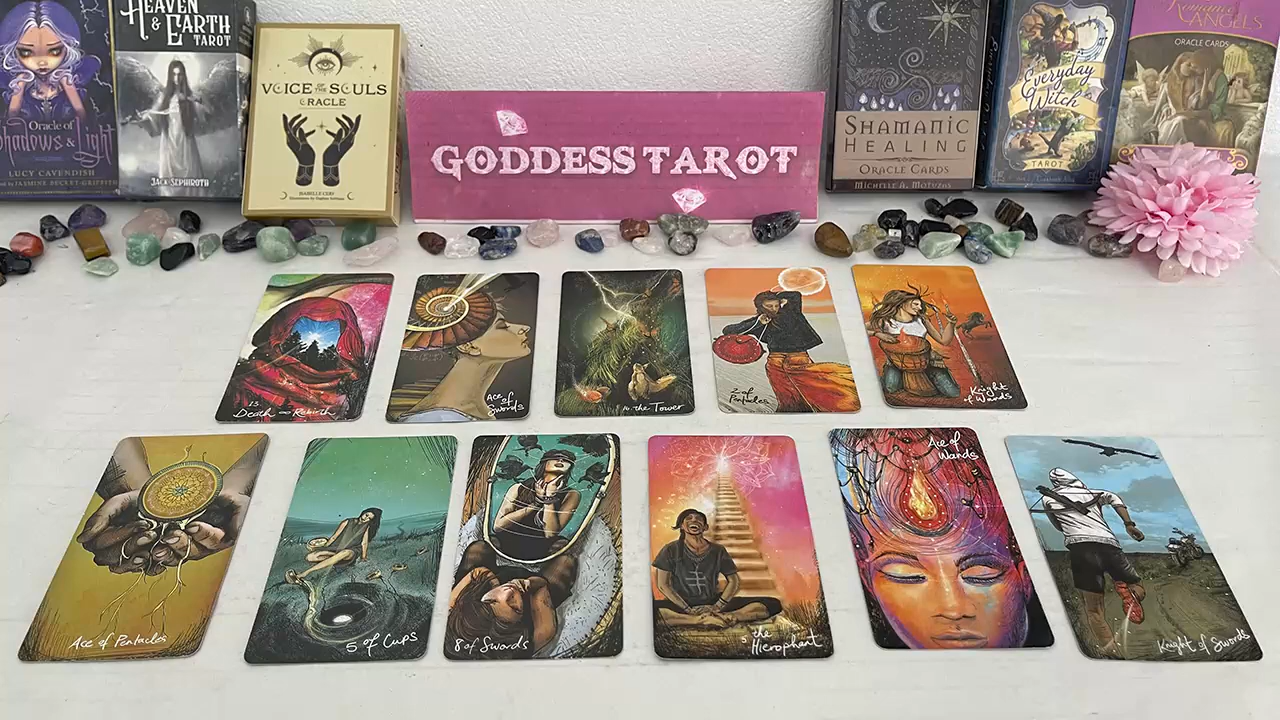 Oracle of
Shadows & Light
LUCY CAVENDISH
JASMINE BECKET-GRIFFITH
HEAVEN
& EARTH
TAROT
JACK SEPHIROTH
VOICE OF THE SOULS
ORACLE
GODDESS TAROT
SHAMANIC
HEALING
ORACLE CARDS
MICHELLE A. MOTUZAS
Everyday
Witch
TAROT
Romance
ANGELS
ORACLE CARDS
13.
Death ∞ Rebirth
Ace of
Swords
16. the Tower
2 of
Pentacles
Knight
of Wands
Ace of Pentacles
5 of Cups
8 of Swords
5 the
Hierophant
Ace of
Wands
Knight of Swords